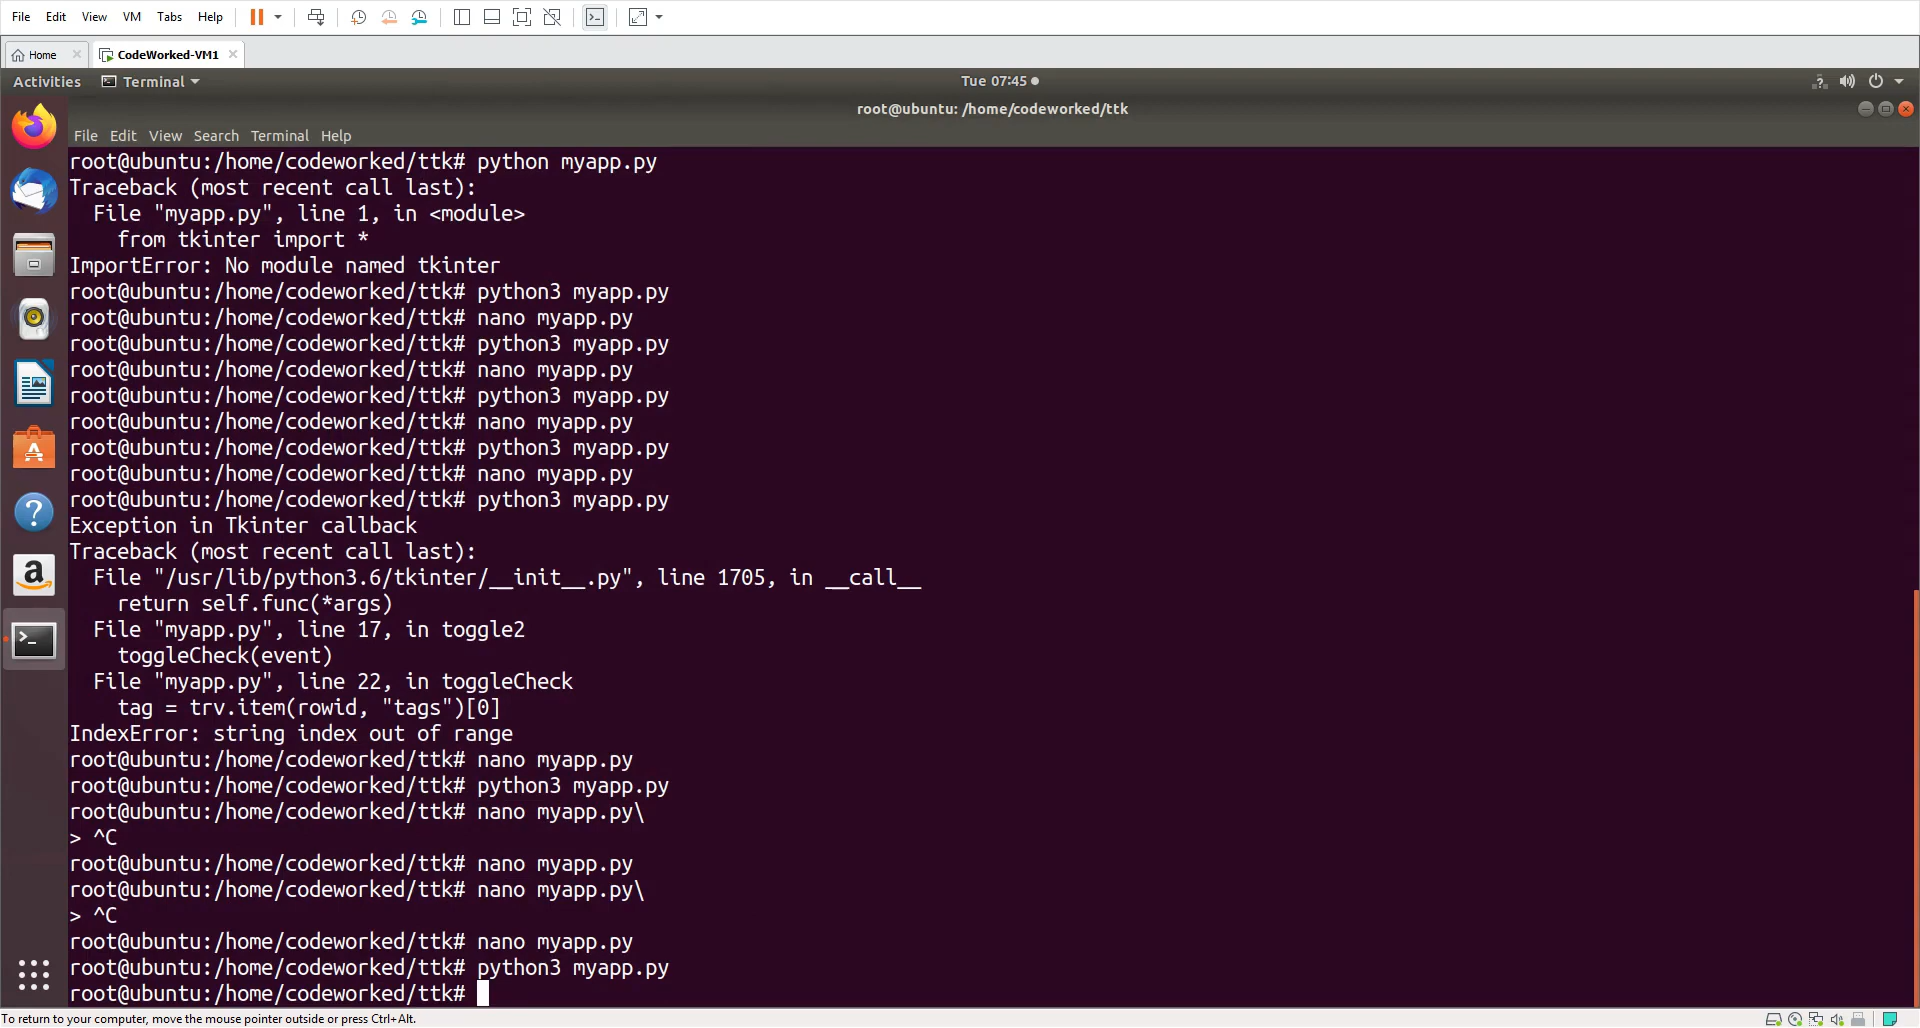 File Edit View VM Tabs Help
Home CodeWorked-VM1
Activities Terminal Tue 07:45
root@ubuntu: /home/codeworked/ttk
File Edit View Search Terminal Help
root@ubuntu:/home/codeworked/ttk# python myapp.py
Traceback (most recent call last):
  File "myapp.py", line 1, in <module>
    from tkinter import *
ImportError: No module named tkinter
root@ubuntu:/home/codeworked/ttk# python3 myapp.py
root@ubuntu:/home/codeworked/ttk# nano myapp.py
root@ubuntu:/home/codeworked/ttk# python3 myapp.py
root@ubuntu:/home/codeworked/ttk# nano myapp.py
root@ubuntu:/home/codeworked/ttk# python3 myapp.py
root@ubuntu:/home/codeworked/ttk# nano myapp.py
root@ubuntu:/home/codeworked/ttk# python3 myapp.py
root@ubuntu:/home/codeworked/ttk# nano myapp.py
root@ubuntu:/home/codeworked/ttk# python3 myapp.py
Exception in Tkinter callback
Traceback (most recent call last):
  File "/usr/lib/python3.6/tkinter/__init__.py", line 1705, in __call__
    return self.func(*args)
  File "myapp.py", line 17, in toggle2
    toggleCheck(event)
  File "myapp.py", line 22, in toggleCheck
    tag = trv.item(rowid, "tags")[0]
IndexError: string index out of range
root@ubuntu:/home/codeworked/ttk# nano myapp.py
root@ubuntu:/home/codeworked/ttk# python3 myapp.py
root@ubuntu:/home/codeworked/ttk# nano myapp.py\
> ^C
root@ubuntu:/home/codeworked/ttk# nano myapp.py
root@ubuntu:/home/codeworked/ttk# nano myapp.py\
> ^C
root@ubuntu:/home/codeworked/ttk# nano myapp.py
root@ubuntu:/home/codeworked/ttk# python3 myapp.py
root@ubuntu:/home/codeworked/ttk#
To return to your computer, move the mouse pointer outside or press Ctrl+Alt.